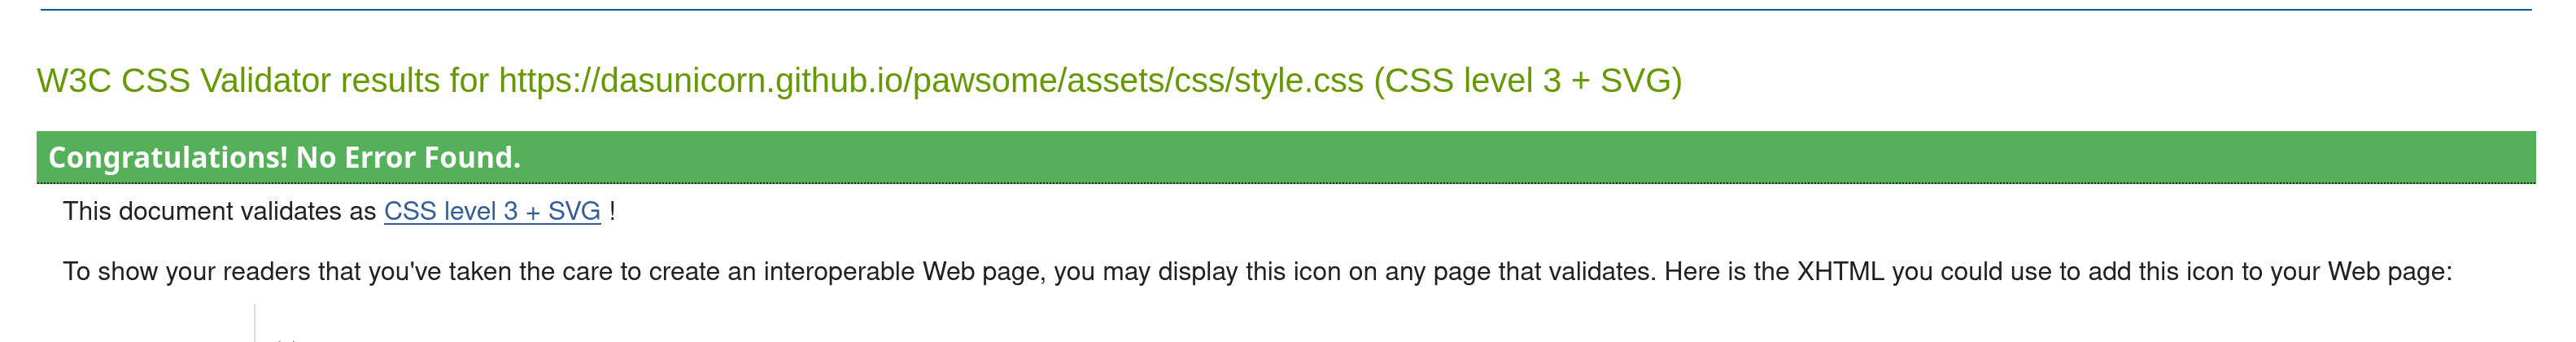 W3C CSS Validator results for https://dasunicorn.github.io/pawsome/assets/css/style.css (CSS level 3 + SVG)
Congratulations! No Error Found.
This document validates as CSS level 3 + SVG !
To show your readers that you've taken the care to create an interoperable Web page, you may display this icon on any page that validates. Here is the XHTML you could use to add this icon to your Web page: